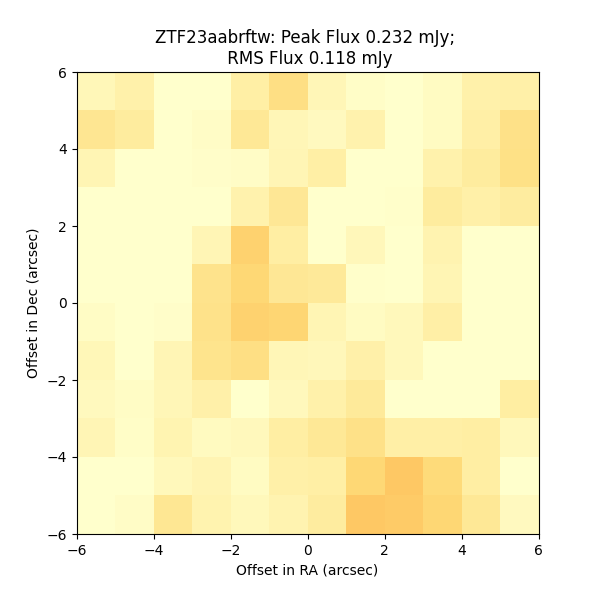 ZTF23aabrftw: Peak Flux 0.232 mJy;
RMS Flux 0.118 mJy
6
4
2
0
−2
−4
−6
Offset in Dec (arcsec)
−6 −4 −2 0 2 4 6
Offset in RA (arcsec)